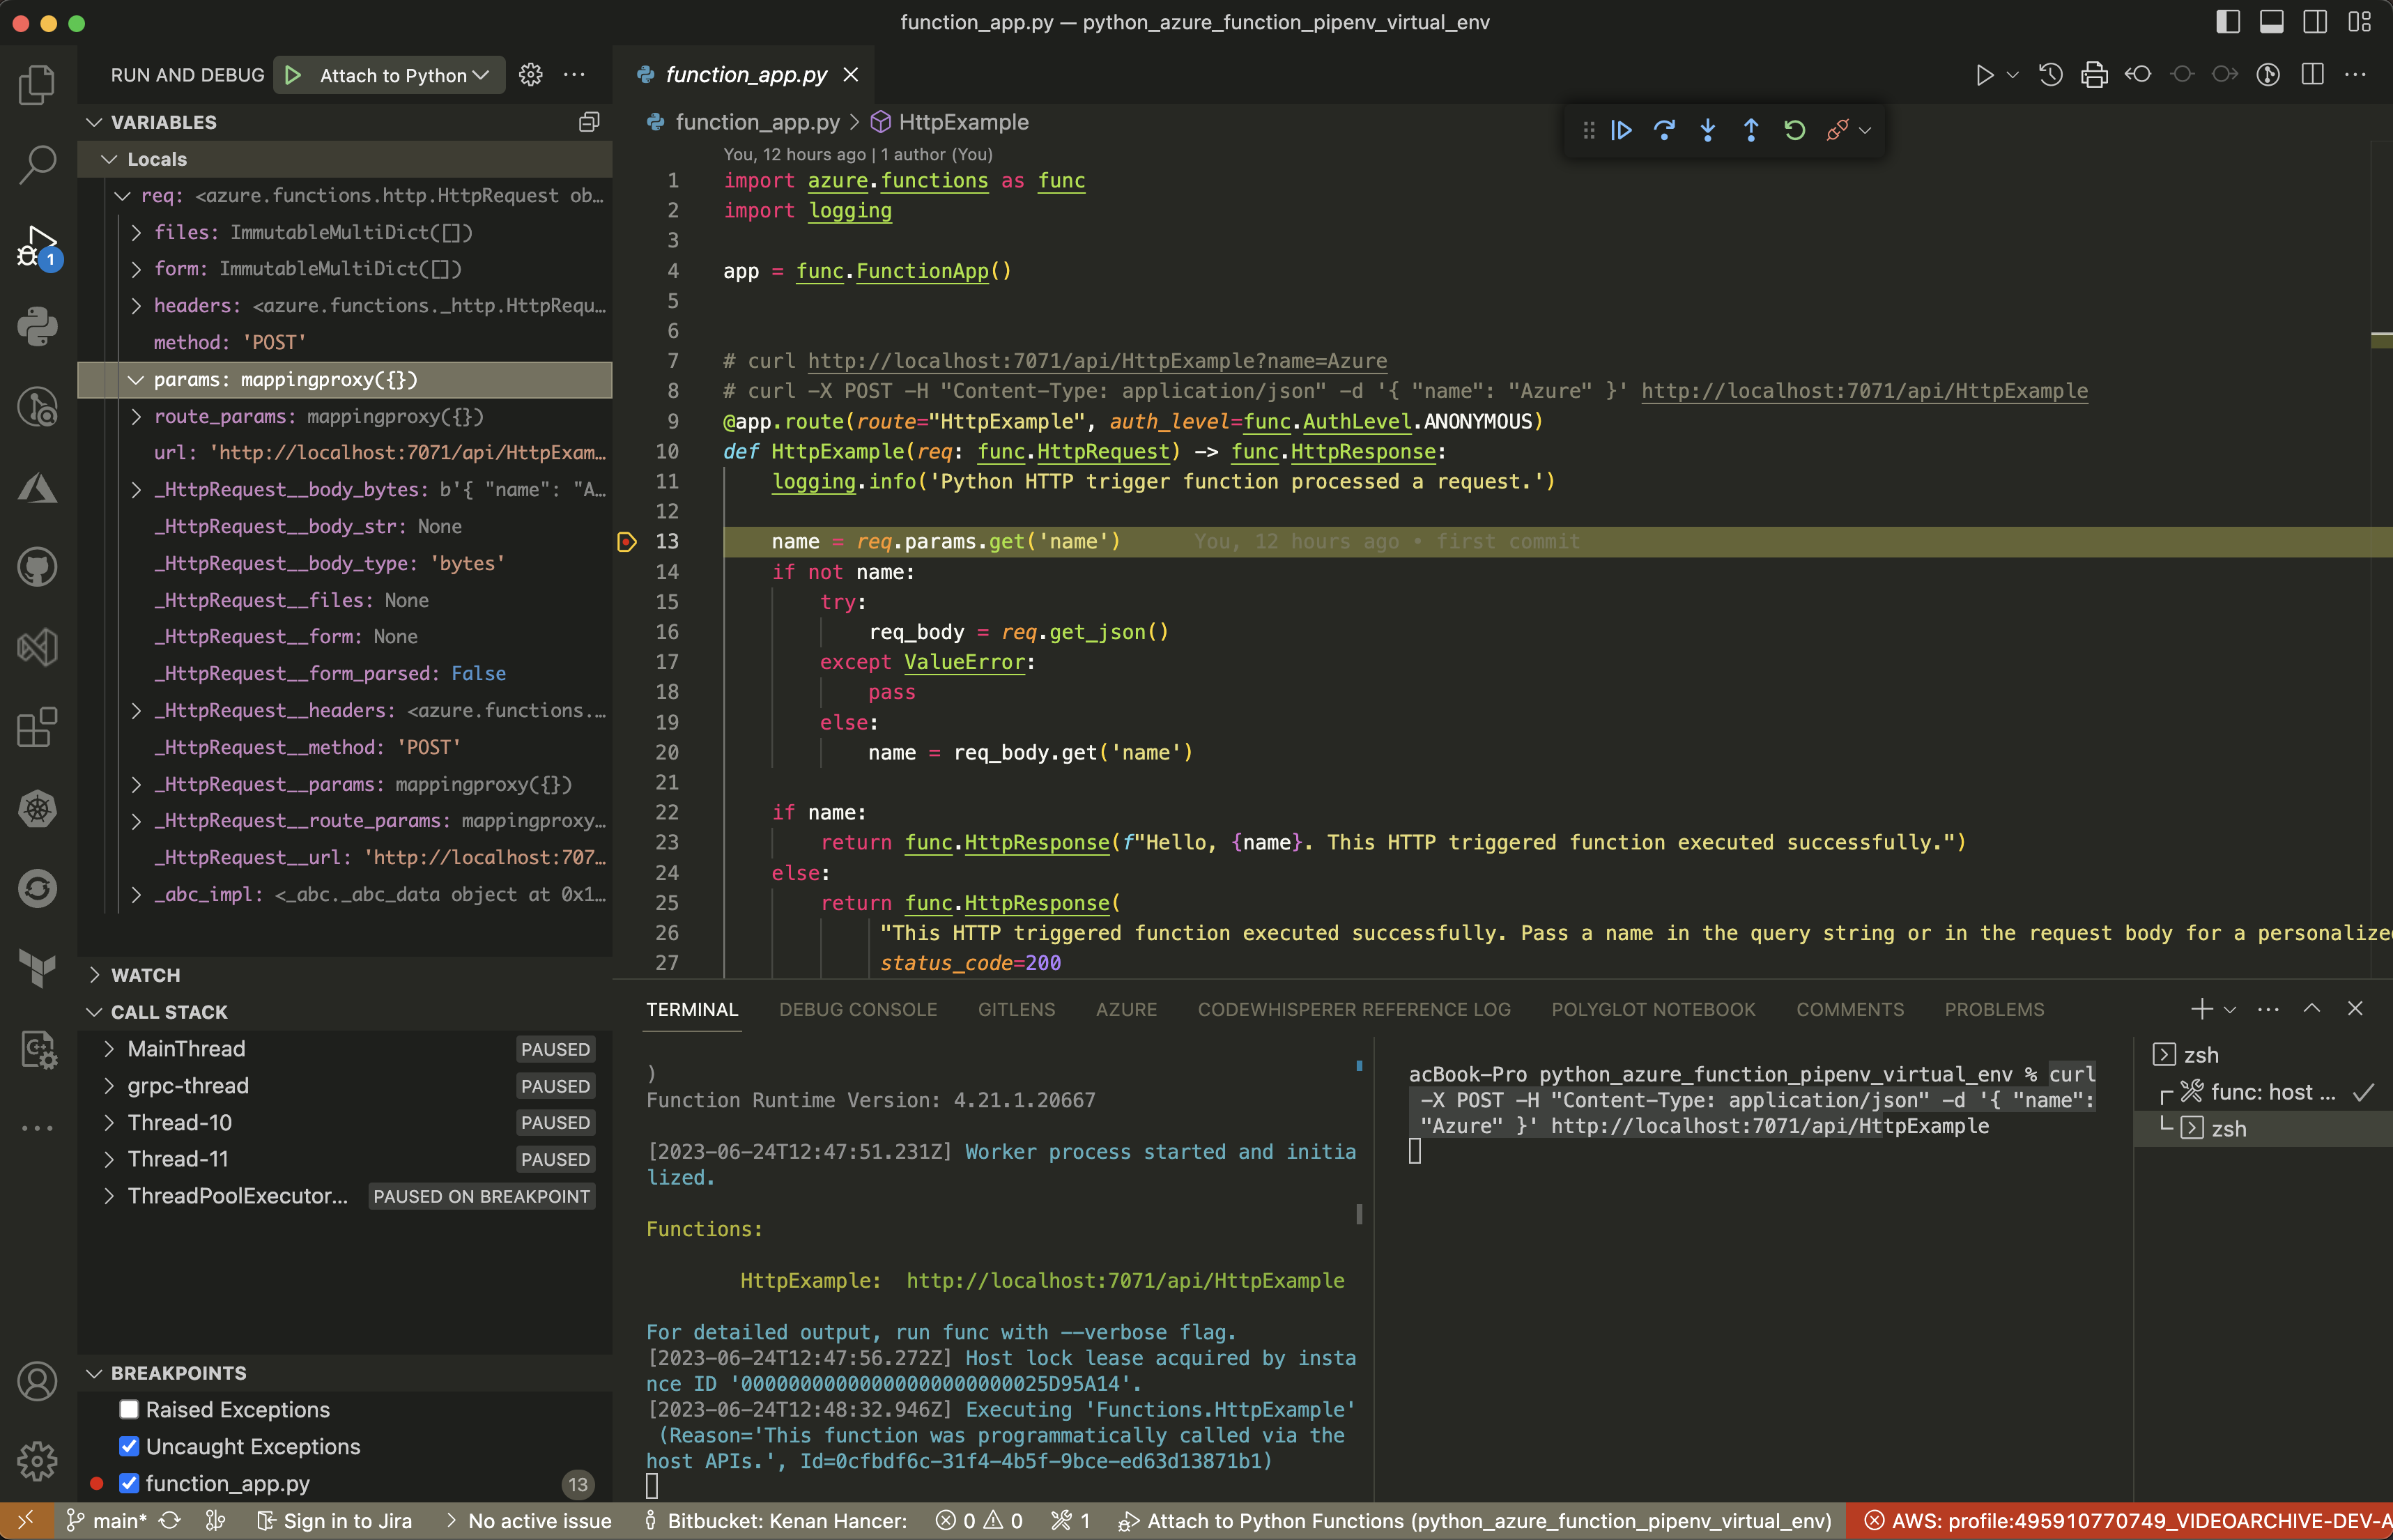 function_app.py — python_azure_function_pipenv_virtual_env
RUN AND DEBUG
Attach to Python
function_app.py
VARIABLES
function_app.py > HttpExample
You, 12 hours ago | 1 author (You)
Locals
req: <azure.functions.http.HttpRequest ob…
files: ImmutableMultiDict([])
form: ImmutableMultiDict([])
headers: <azure.functions._http.HttpRequ…
method: 'POST'
params: mappingproxy({})
route_params: mappingproxy({})
url: 'http://localhost:7071/api/HttpExam…
_HttpRequest__body_bytes: b'{ "name": "A…
_HttpRequest__body_str: None
_HttpRequest__body_type: 'bytes'
_HttpRequest__files: None
_HttpRequest__form: None
_HttpRequest__form_parsed: False
_HttpRequest__headers: <azure.functions.…
_HttpRequest__method: 'POST'
_HttpRequest__params: mappingproxy({})
_HttpRequest__route_params: mappingproxy…
_HttpRequest__url: 'http://localhost:707…
_abc_impl: <_abc._abc_data object at 0x1…
WATCH
CALL STACK
MainThread PAUSED
grpc-thread PAUSED
Thread-10 PAUSED
Thread-11 PAUSED
ThreadPoolExecutor... PAUSED ON BREAKPOINT
BREAKPOINTS
Raised Exceptions
Uncaught Exceptions
function_app.py 13
1
1 import azure.functions as func
2 import logging
3
4 app = func.FunctionApp()
5
6
7 # curl http://localhost:7071/api/HttpExample?name=Azure
8 # curl -X POST -H "Content-Type: application/json" -d '{ "name": "Azure" }' http://localhost:7071/api/HttpExample
9 @app.route(route="HttpExample", auth_level=func.AuthLevel.ANONYMOUS)
10 def HttpExample(req: func.HttpRequest) -> func.HttpResponse:
11 logging.info('Python HTTP trigger function processed a request.')
12
13 name = req.params.get('name') You, 12 hours ago • first commit
14 if not name:
15 try:
16 req_body = req.get_json()
17 except ValueError:
18 pass
19 else:
20 name = req_body.get('name')
21
22 if name:
23 return func.HttpResponse(f"Hello, {name}. This HTTP triggered function executed successfully.")
24 else:
25 return func.HttpResponse(
26 "This HTTP triggered function executed successfully. Pass a name in the query string or in the request body for a personalize
27 status_code=200
TERMINAL DEBUG CONSOLE GITLENS AZURE CODEWHISPERER REFERENCE LOG POLYGLOT NOTEBOOK COMMENTS PROBLEMS
)
Function Runtime Version: 4.21.1.20667
[2023-06-24T12:47:51.231Z] Worker process started and initia
lized.
Functions:
HttpExample: http://localhost:7071/api/HttpExample
For detailed output, run func with --verbose flag.
[2023-06-24T12:47:56.272Z] Host lock lease acquired by insta
nce ID '00000000000000000000000025D95A14'.
[2023-06-24T12:48:32.946Z] Executing 'Functions.HttpExample'
(Reason='This function was programmatically called via the
host APIs.', Id=0cfbdf6c-31f4-4b5f-9bce-ed63d13871b1)
acBook-Pro python_azure_function_pipenv_virtual_env % curl
-X POST -H "Content-Type: application/json" -d '{ "name":
"Azure" }' http://localhost:7071/api/HttpExample
zsh
func: host ...
zsh
main* Sign in to Jira No active issue Bitbucket: Kenan Hancer: 0 0 1 Attach to Python Functions (python_azure_function_pipenv_virtual_env) AWS: profile:495910770749_VIDEOARCHIVE-DEV-A